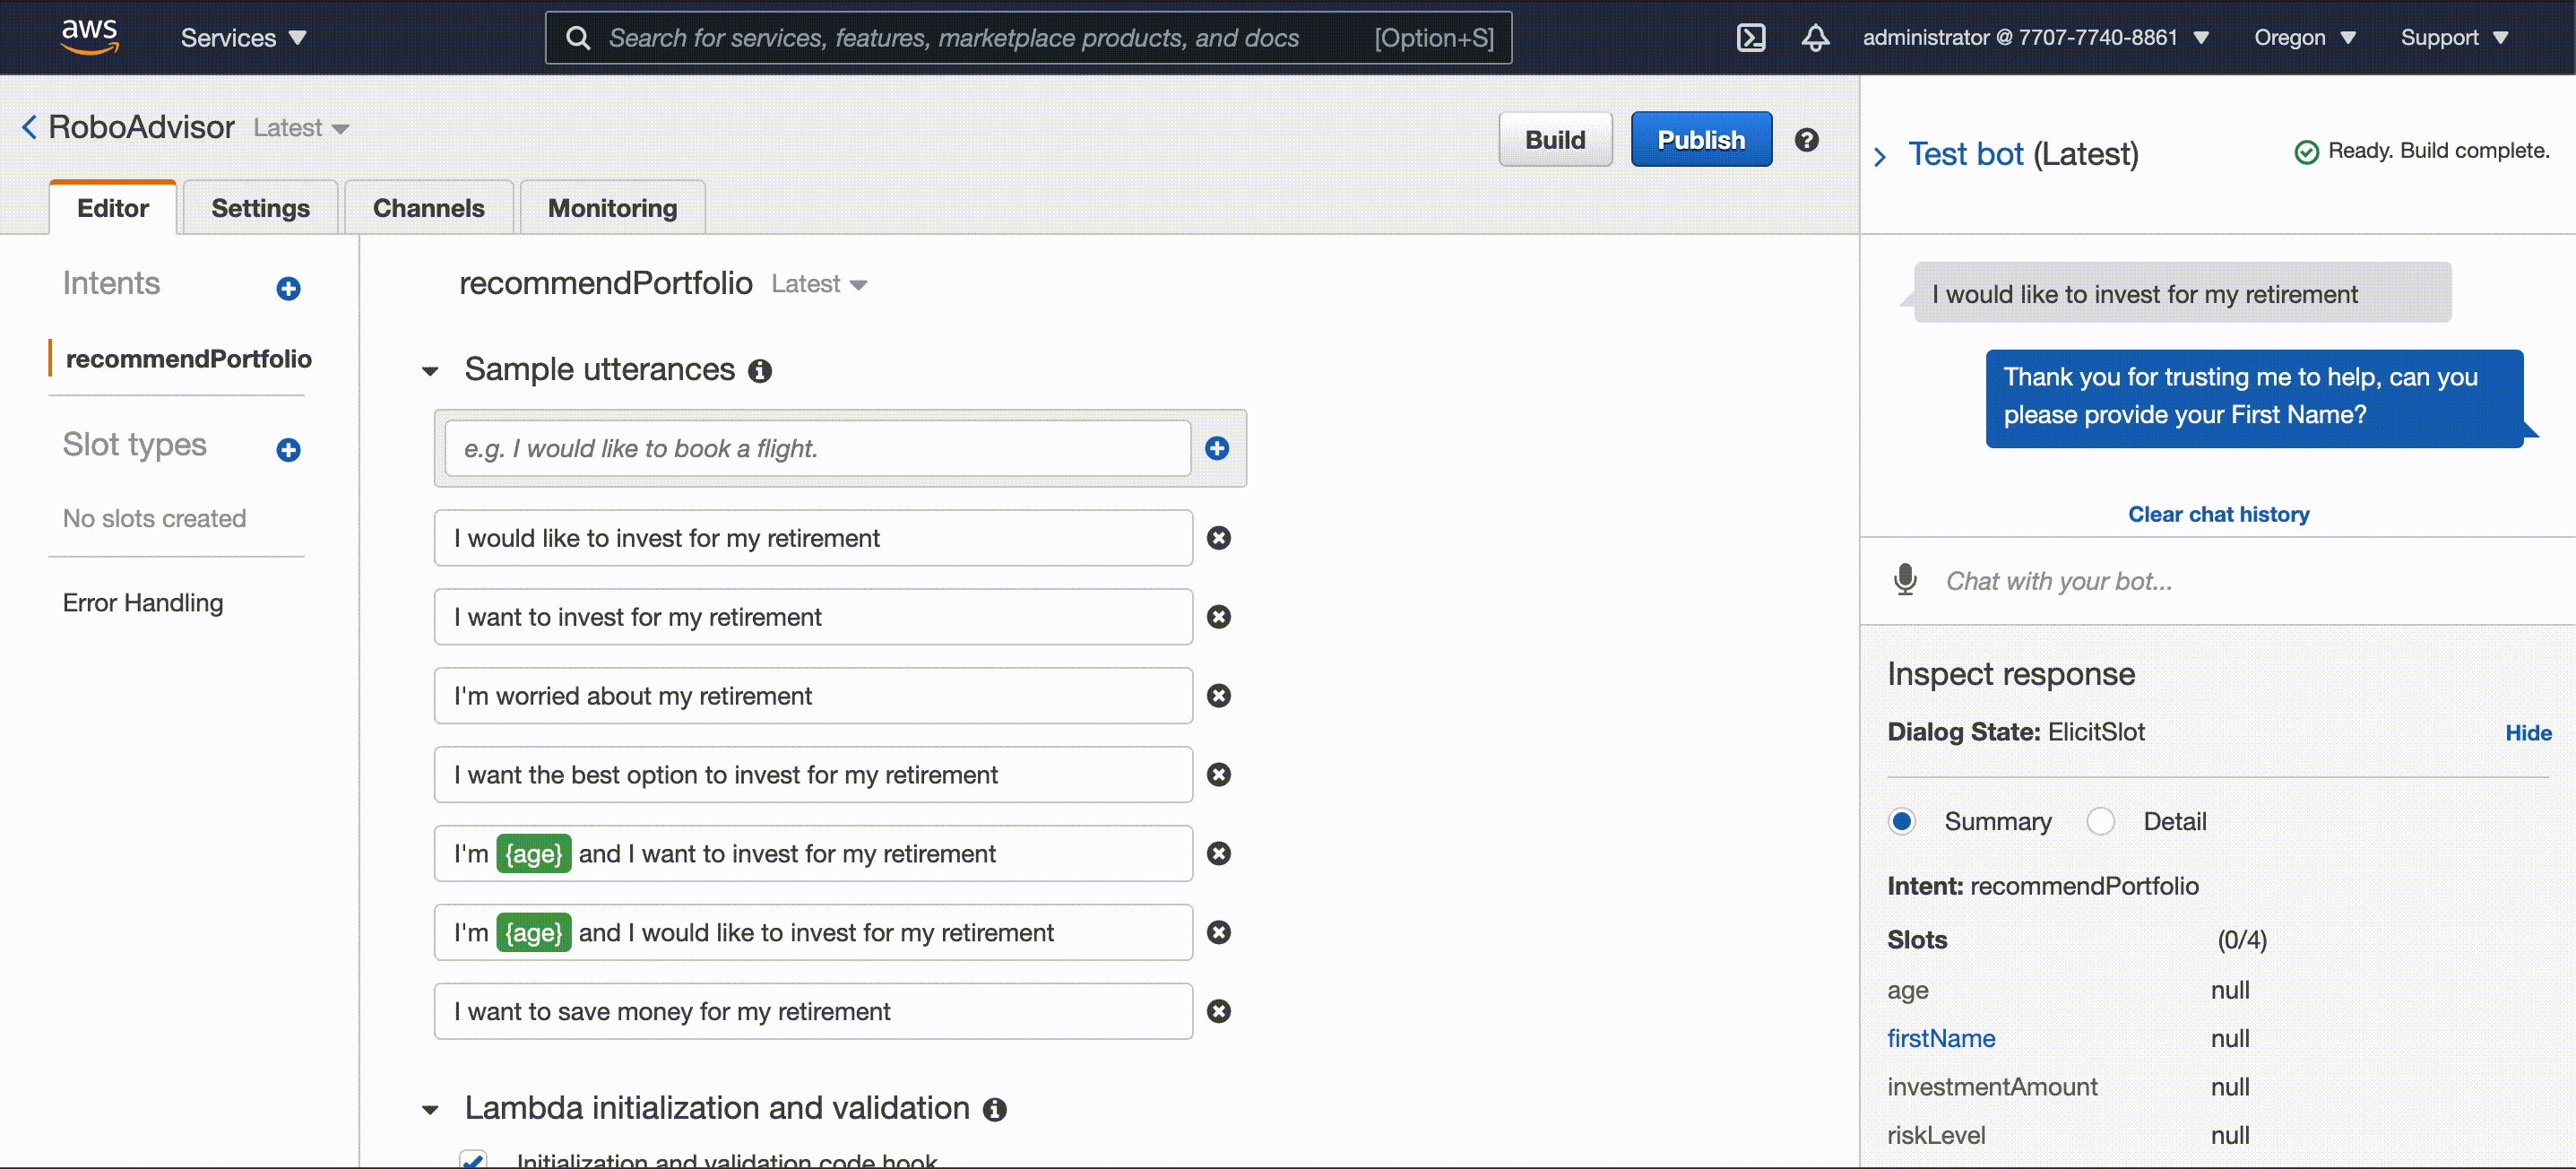 aws
Services
Search for services, features, marketplace products, and docs [Option+S]
administrator @ 7707-7740-8861
Oregon
Support
RoboAdvisor Latest
Build
Publish
Editor
Settings
Channels
Monitoring
Intents
recommendPortfolio
Slot types
No slots created
Error Handling
recommendPortfolio Latest
Sample utterances
e.g. I would like to book a flight.
I would like to invest for my retirement
I want to invest for my retirement
I'm worried about my retirement
I want the best option to invest for my retirement
I'm {age} and I want to invest for my retirement
I'm {age} and I would like to invest for my retirement
I want to save money for my retirement
Lambda initialization and validation
Initialization and validation code hook
Test bot (Latest)
Ready. Build complete.
I would like to invest for my retirement
Thank you for trusting me to help, can you
please provide your First Name?
Clear chat history
Chat with your bot...
Inspect response
Dialog State: ElicitSlot
Hide
Summary
Detail
Intent: recommendPortfolio
Slots (0/4)
age null
firstName null
investmentAmount null
riskLevel null